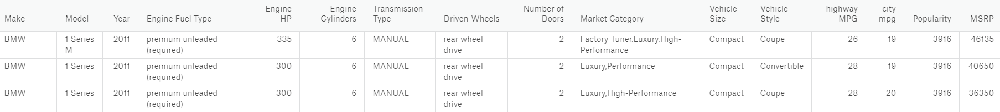 Make Model Year Engine Fuel Type Engine HP Engine Cylinders Transmission Type Driven_Wheels Number of Doors Market Category Vehicle Size Vehicle Style highway MPG city mpg Popularity MSRP
BMW 1 Series M 2011 premium unleaded (required) 335 6 MANUAL rear wheel drive 2 Factory Tuner,Luxury,High-Performance Compact Coupe 26 19 3916 46135
BMW 1 Series 2011 premium unleaded (required) 300 6 MANUAL rear wheel drive 2 Luxury,Performance Compact Convertible 28 19 3916 40650
BMW 1 Series 2011 premium unleaded (required) 300 6 MANUAL rear wheel drive 2 Luxury,High-Performance Compact Coupe 28 20 3916 36350